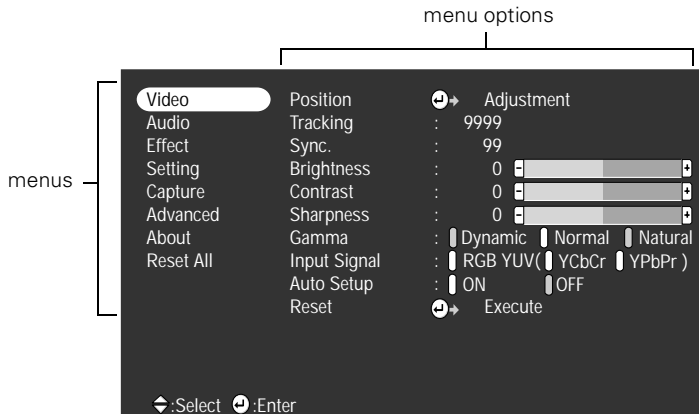 menu options
menus
Video Position Adjustment
Audio Tracking : 9999
Effect Sync. : 99
Setting Brightness : 0 - +
Capture Contrast : 0 - +
Advanced Sharpness : 0 - +
About Gamma : Dynamic Normal Natural
Reset All Input Signal : RGB YUV( YCbCr YPbPr )
Auto Setup : ON OFF
Reset Execute
:Select :Enter